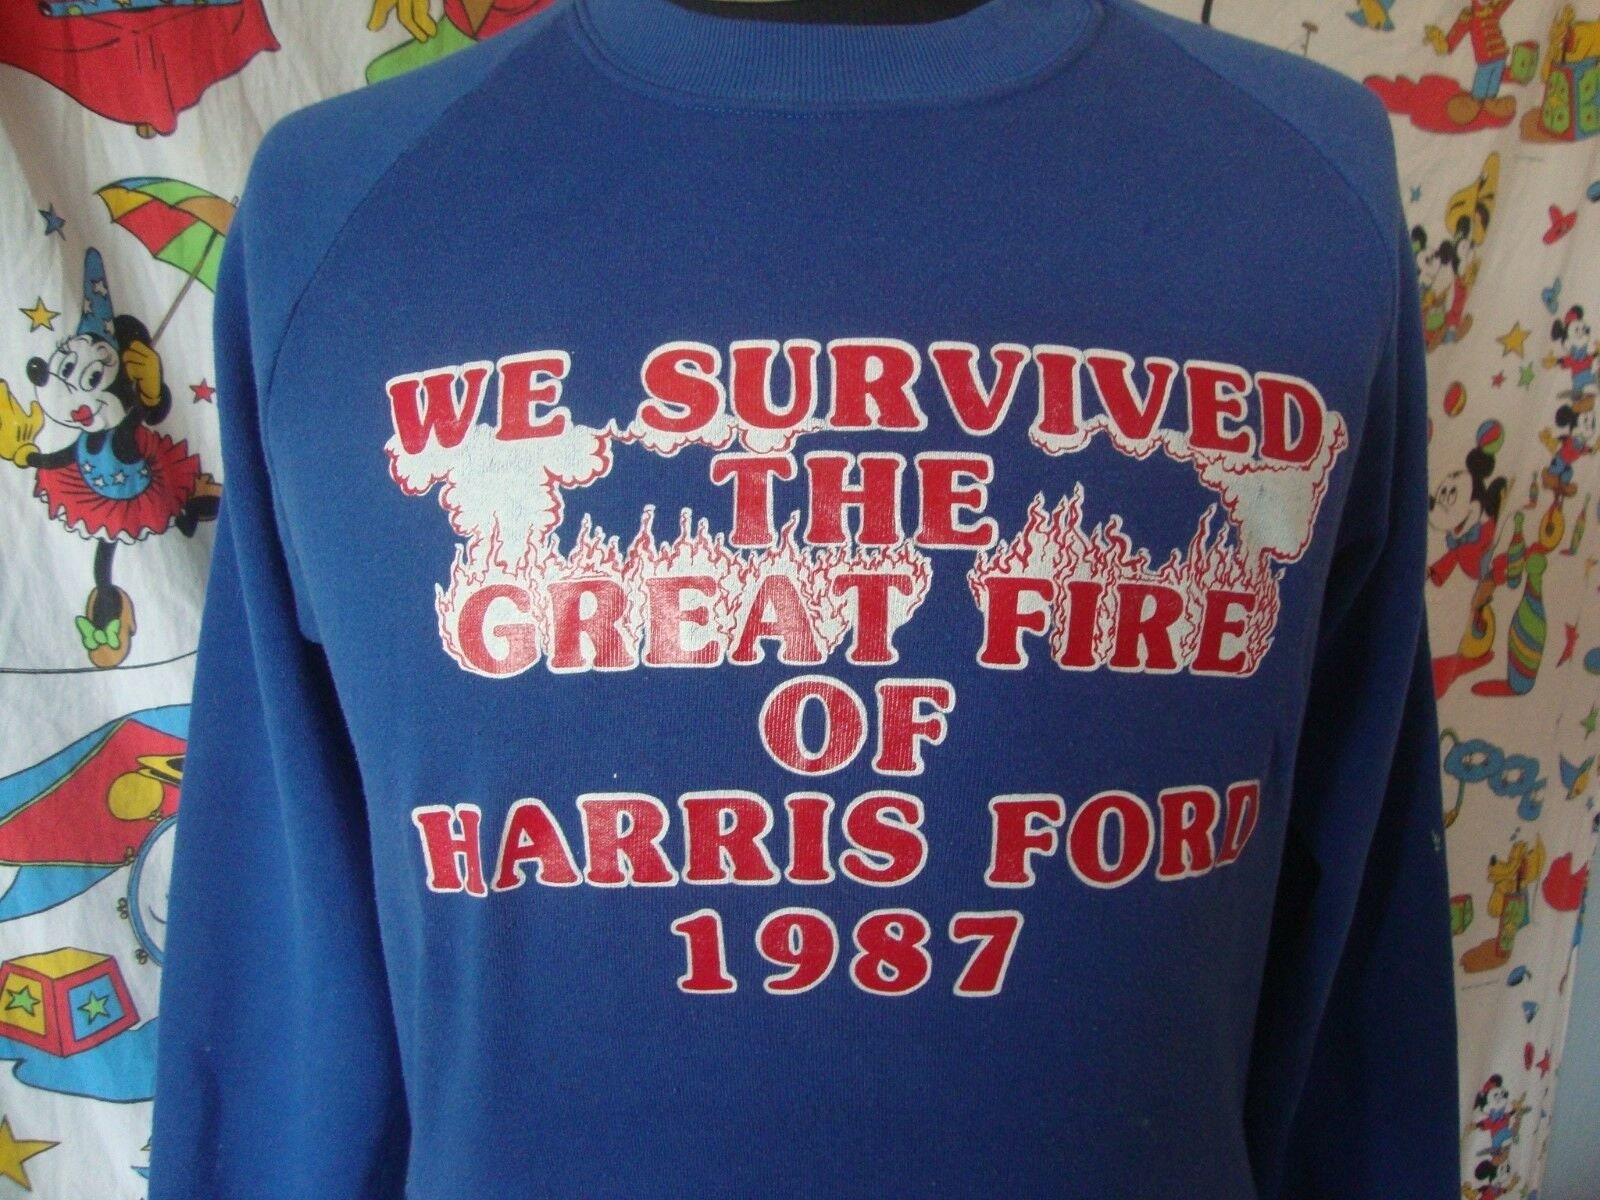 WE SURVIVED
THE
GREAT FIRE
OF
HARRIS FORD
1987